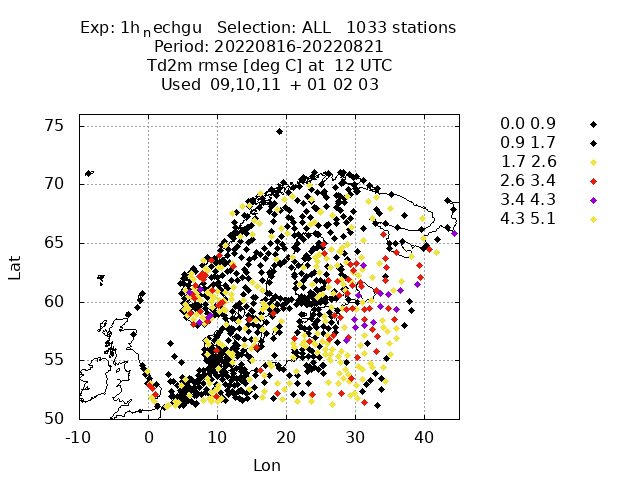 Exp: 1h nechgu Selection: ALL 1033 stations
Period: 20220816-20220821
Td2m rmse [deg C] at 12 UTC
Used 09,10,11 + 01 02 03
0.0 0.9
0.9 1.7
1.7 2.6
2.6 3.4
3.4 4.3
4.3 5.1
75
70
65
60
55
50
Lat
-10 0 10 20 30 40
Lon